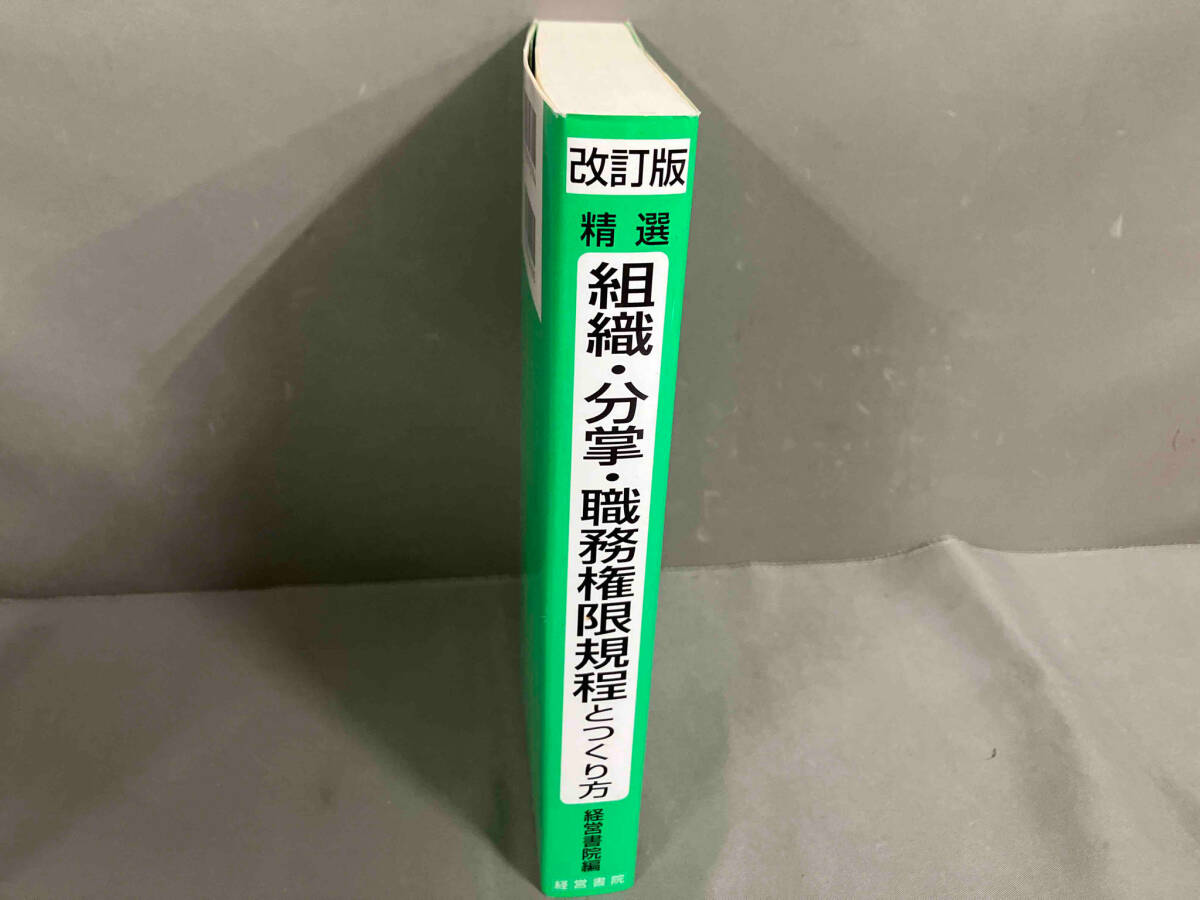 改訂版
精選
組織・分掌・職務権限規程とつくり方
経営書院編
経営書院